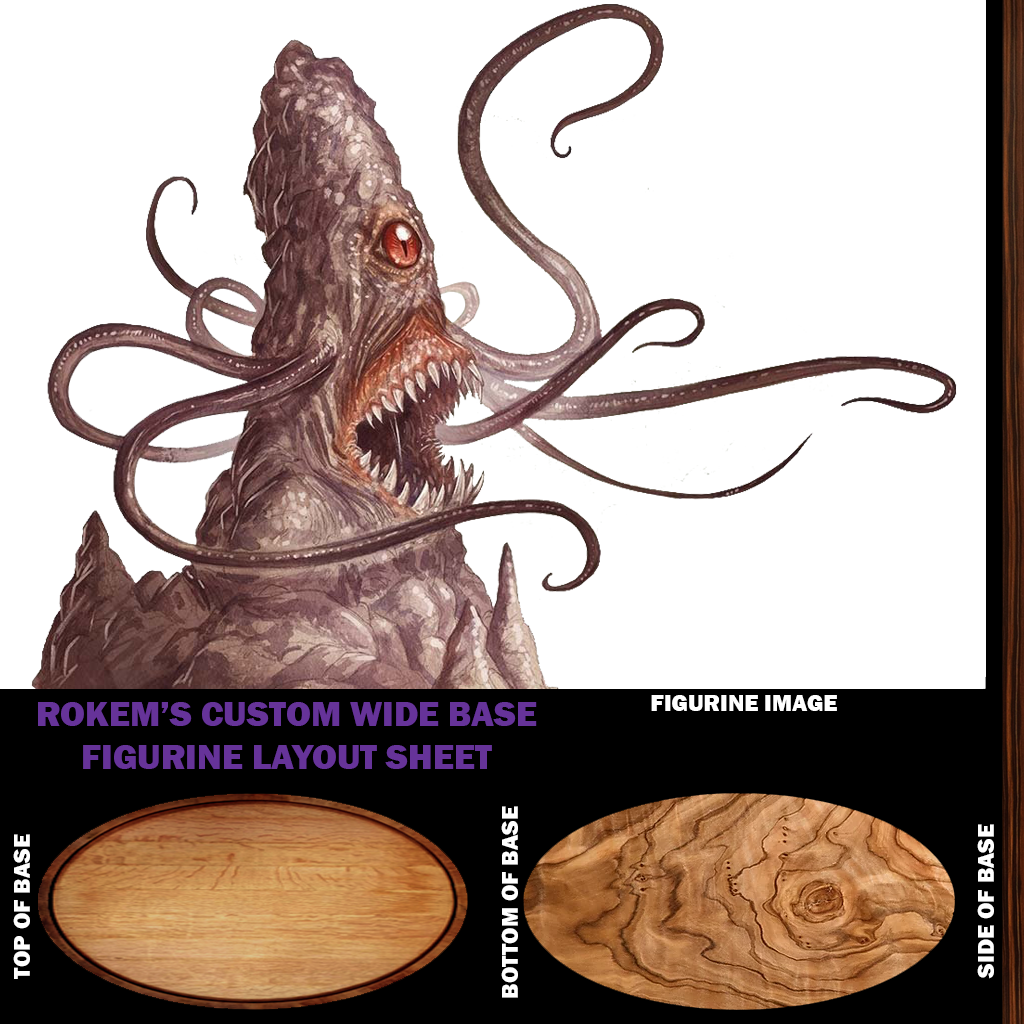 FIGURINE IMAGE
ROKEM’S CUSTOM WIDE BASE
FIGURINE LAYOUT SHEET
TOP OF BASE
BOTTOM OF BASE
SIDE OF BASE